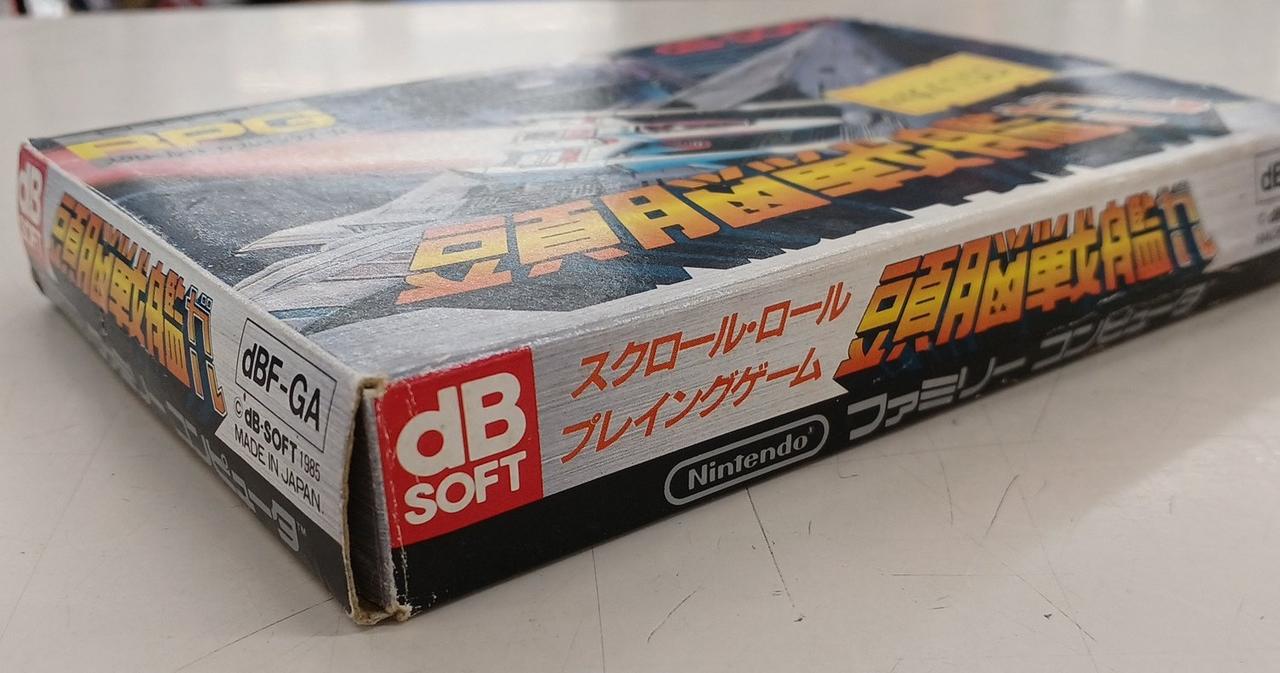 RPG
頭脳戦艦ガル
dB
SOFT
頭脳戦艦ガル
dBF-GA
© dB-SOFT 1985
MADE IN JAPAN.
dB
SOFT
スクロール・ロール
プレイングゲーム
頭脳戦艦ガル
Nintendo
ファミリー コンピュータ